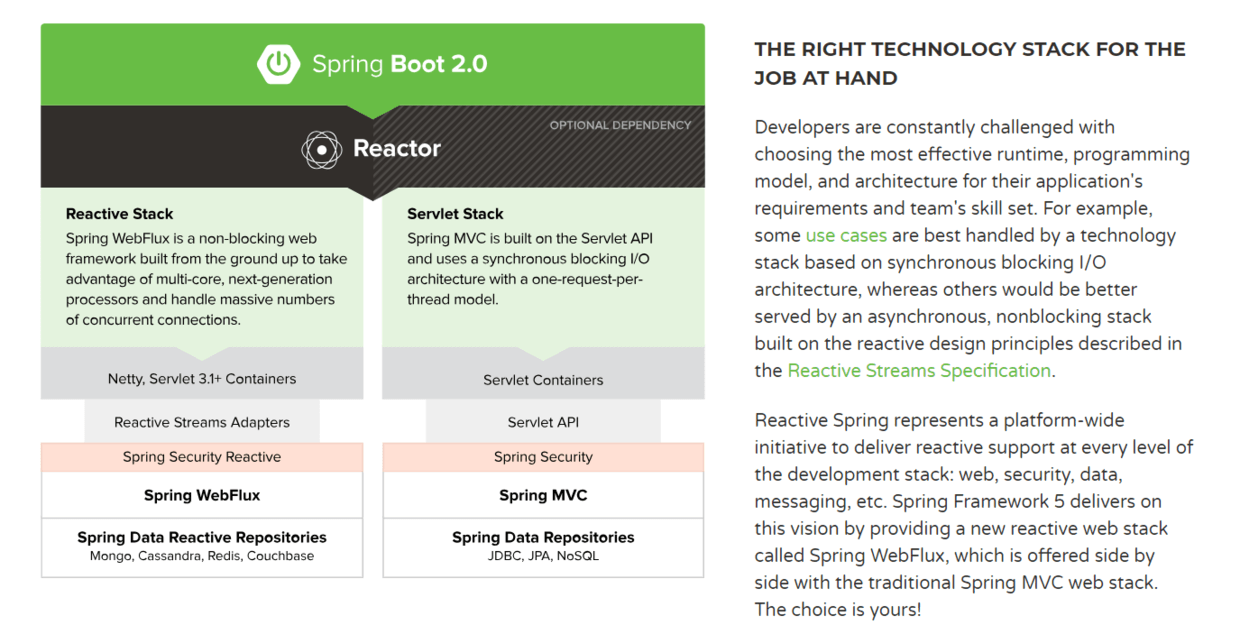 Spring Boot 2.0
OPTIONAL DEPENDENCY
Reactor
Reactive Stack
Spring WebFlux is a non-blocking web
framework built from the ground up to take
advantage of multi-core, next-generation
processors and handle massive numbers
of concurrent connections.
Netty, Servlet 3.1+ Containers
Reactive Streams Adapters
Spring Security Reactive
Spring WebFlux
Spring Data Reactive Repositories
Mongo, Cassandra, Redis, Couchbase
Servlet Stack
Spring MVC is built on the Servlet API
and uses a synchronous blocking I/O
architecture with a one-request-per-
thread model.
Servlet Containers
Servlet API
Spring Security
Spring MVC
Spring Data Repositories
JDBC, JPA, NoSQL
THE RIGHT TECHNOLOGY STACK FOR THE
JOB AT HAND
Developers are constantly challenged with
choosing the most effective runtime, programming
model, and architecture for their application's
requirements and team's skill set. For example,
some use cases are best handled by a technology
stack based on synchronous blocking I/O
architecture, whereas others would be better
served by an asynchronous, nonblocking stack
built on the reactive design principles described in
the Reactive Streams Specification.
Reactive Spring represents a platform-wide
initiative to deliver reactive support at every level of
the development stack: web, security, data,
messaging, etc. Spring Framework 5 delivers on
this vision by providing a new reactive web stack
called Spring WebFlux, which is offered side by
side with the traditional Spring MVC web stack.
The choice is yours!